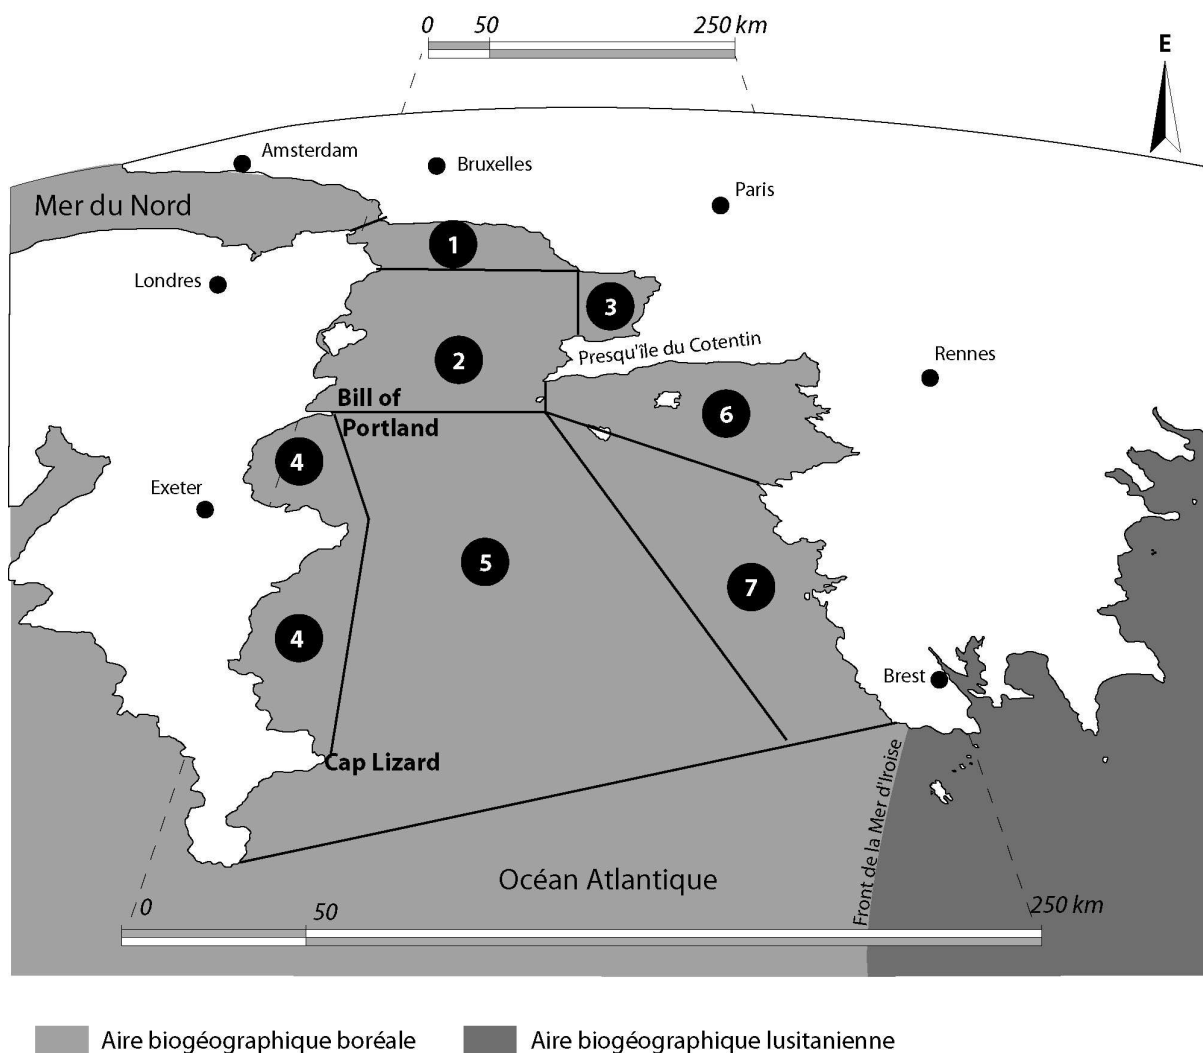 0 50 250 km
E
Amsterdam
Bruxelles
Paris
Mer du Nord
1
Londres
3
Presqu'île du Cotentin
2
Rennes
Bill of
Portland
6
4
Exeter
5
7
4
Brest
Cap Lizard
Front de la Mer d'Iroise
Océan Atlantique
0 50 250 km
Aire biogéographique boréale
Aire biogéographique lusitanienne